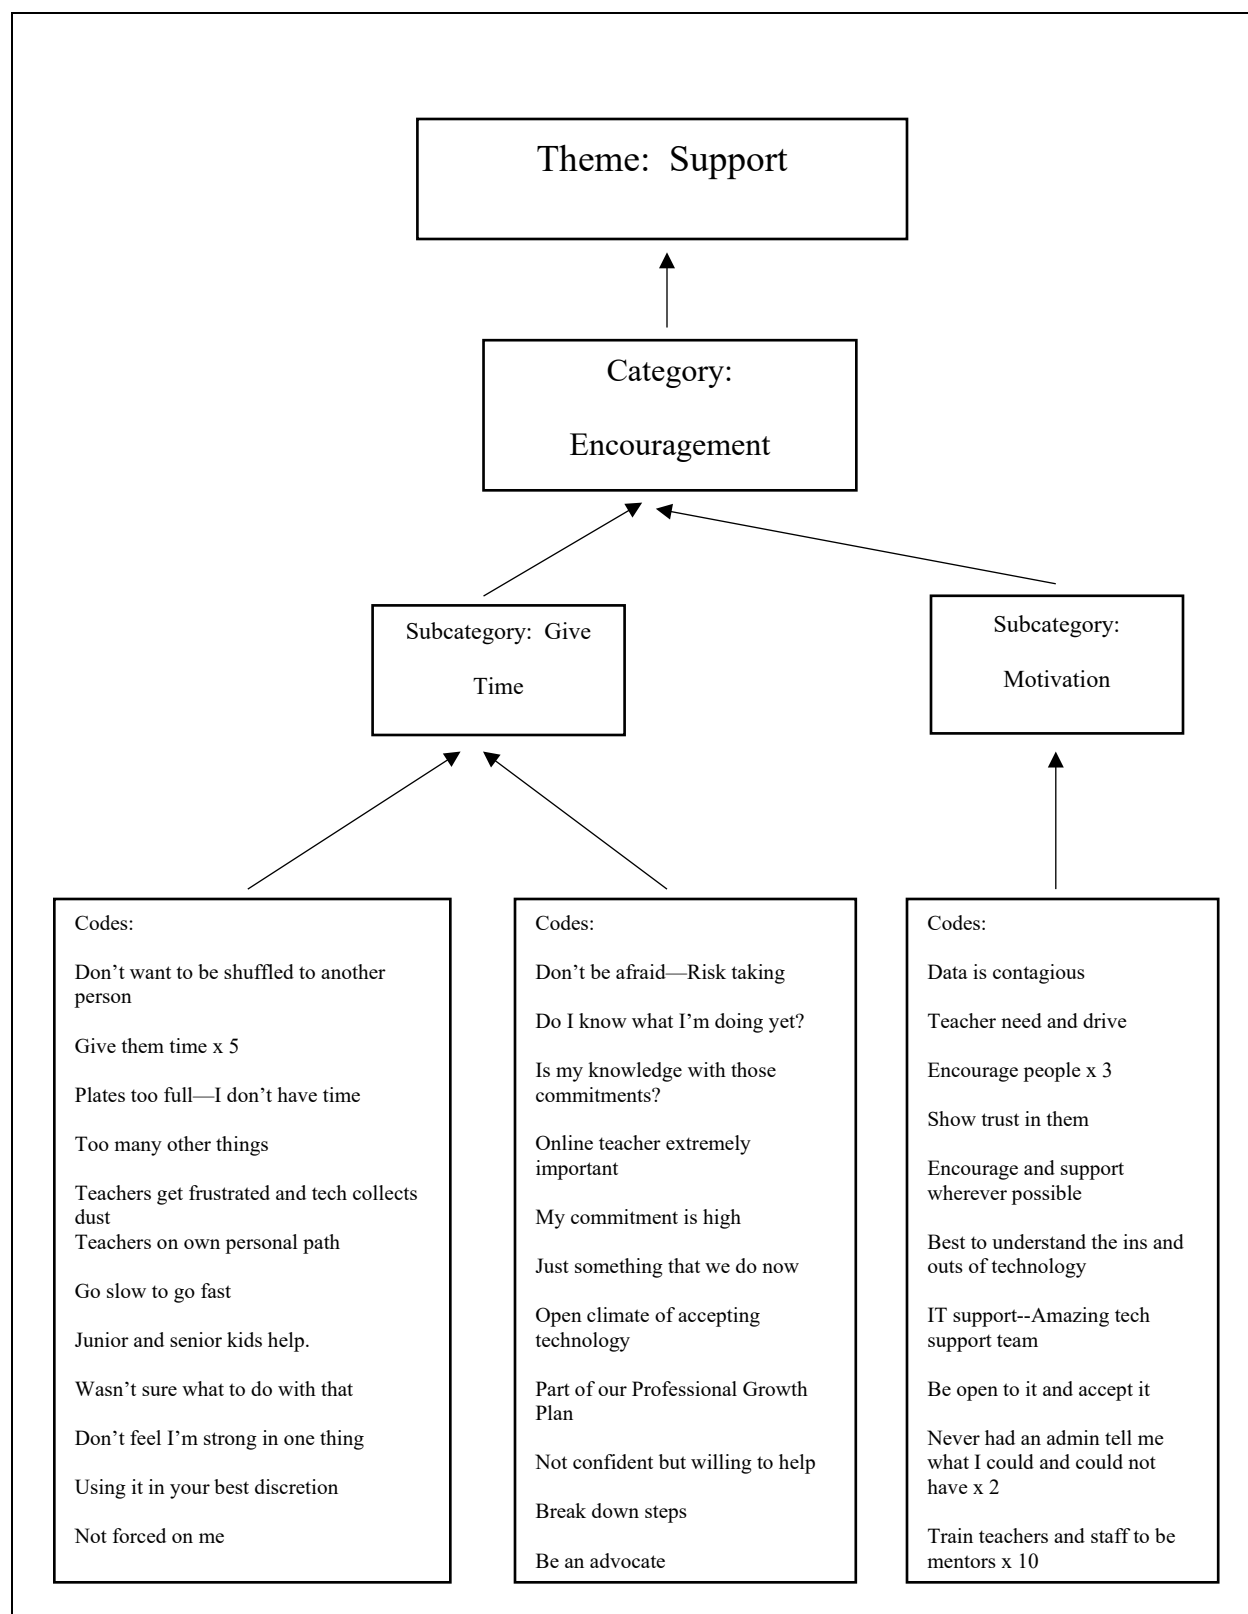 Theme:  Support
Category:
Encouragement
Subcategory:  Give
Time
Subcategory:
Motivation
Codes:
Don’t want to be shuffled to another
person
Give them time x 5
Plates too full—I don’t have time
Too many other things
Teachers get frustrated and tech collects
dust
Teachers on own personal path
Go slow to go fast
Junior and senior kids help.
Wasn’t sure what to do with that
Don’t feel I’m strong in one thing
Using it in your best discretion
Not forced on me
Codes:
Don’t be afraid—Risk taking
Do I know what I’m doing yet?
Is my knowledge with those
commitments?
Online teacher extremely
important
My commitment is high
Just something that we do now
Open climate of accepting
technology
Part of our Professional Growth
Plan
Not confident but willing to help
Break down steps
Be an advocate
Codes:
Data is contagious
Teacher need and drive
Encourage people x 3
Show trust in them
Encourage and support
wherever possible
Best to understand the ins and
outs of technology
IT support--Amazing tech
support team
Be open to it and accept it
Never had an admin tell me
what I could and could not
have x 2
Train teachers and staff to be
mentors x 10